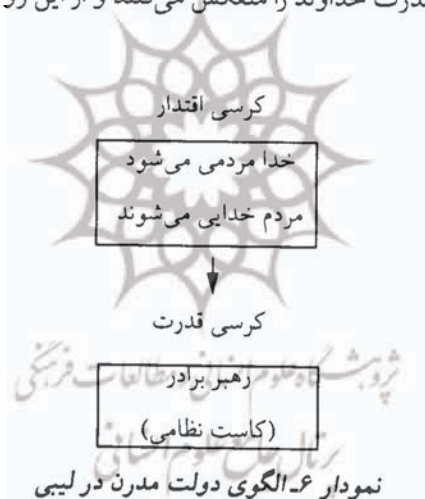 قدرت خداوند را منعکس می‌کند و از این رو
کرسی اقتدار
خدا مردمی می‌شود
مردم خدایی می‌شوند
کرسی قدرت
پژوهشگاه علوم انسانی و مطالعات فرهنگی
رهبر برادر
(کاست نظامی)
پرتال جامع علوم انسانی
نمودار ۶ـ الگوی دولت مدرن در لیبی